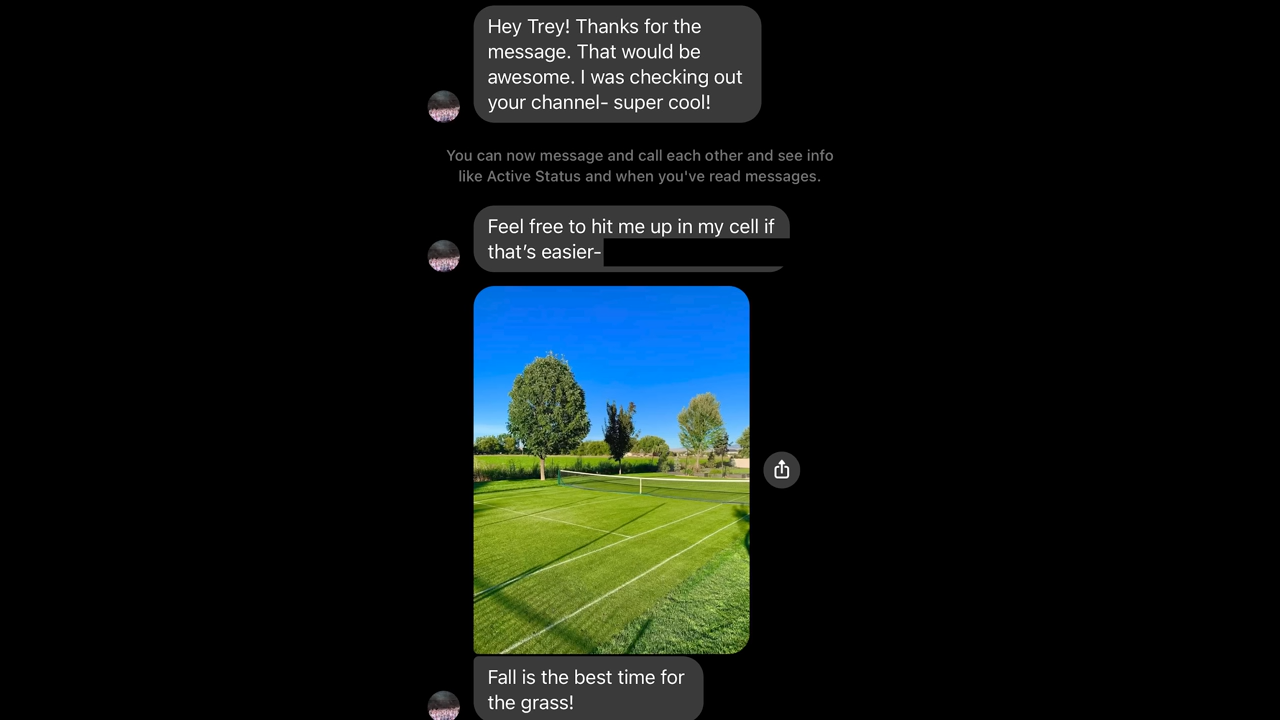 Hey Trey! Thanks for the
message. That would be
awesome. I was checking out
your channel- super cool!
You can now message and call each other and see info
like Active Status and when you've read messages.
Feel free to hit me up in my cell if
that’s easier-
Fall is the best time for
the grass!